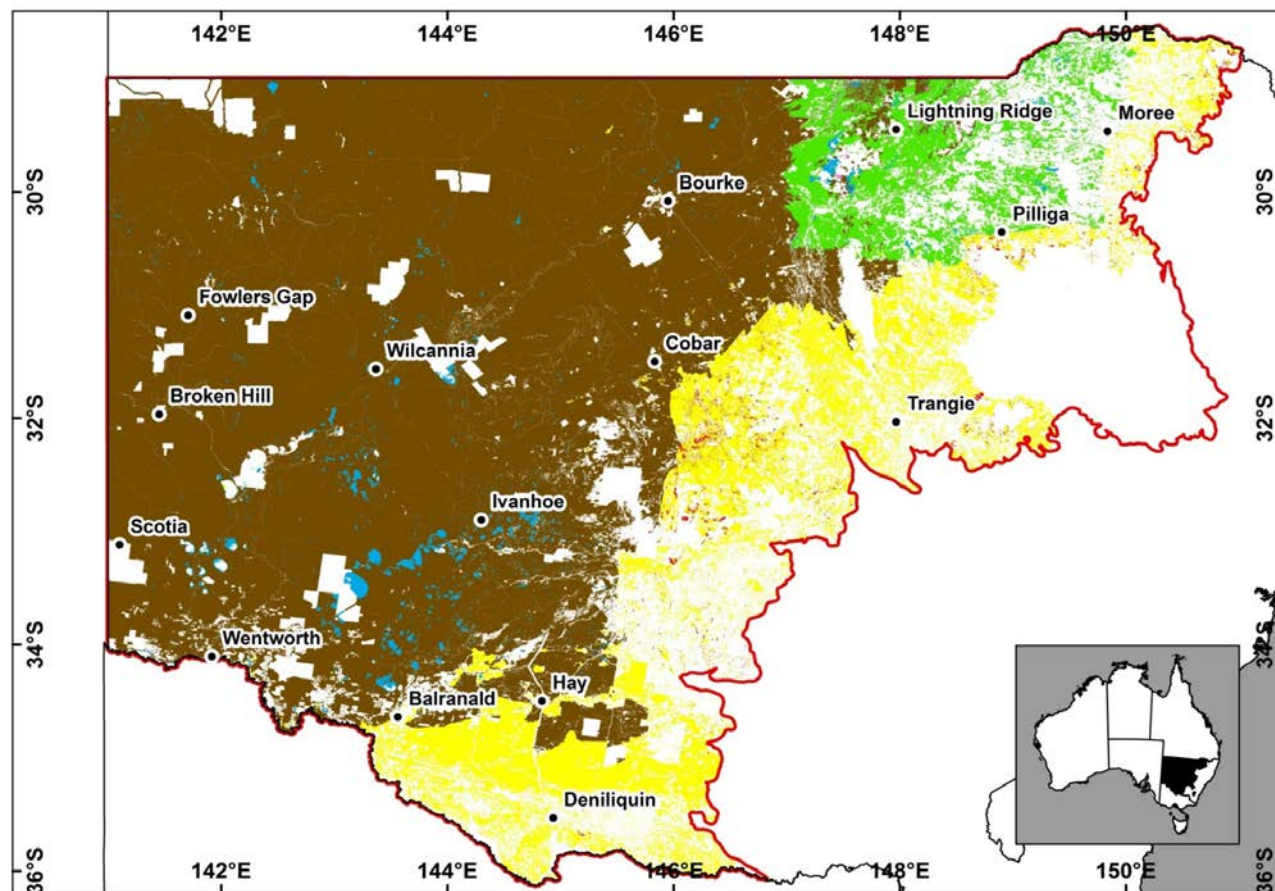 142°E 144°E 146°E 148°E 150°E
Lightning Ridge
Moree
30°S
Bourke
30°S
Pilliga
Fowlers Gap
Wilcannia
Cobar
Broken Hill
Trangie
32°S
32°S
Ivanhoe
Scotia
Wentworth
34°S
34°S
Balranald
Hay
Deniliquin
36°S
142°E 144°E 146°E 148°E 150°E
36°S